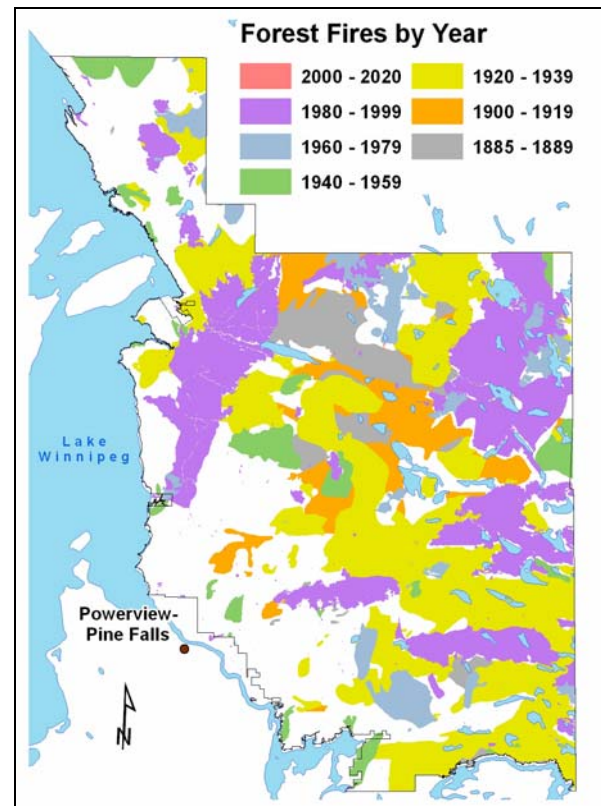 Forest Fires by Year
2000 - 2020
1920 - 1939
1980 - 1999
1900 - 1919
1960 - 1979
1885 - 1889
1940 - 1959
Lake
Winnipeg
Powerview-
Pine Falls
N